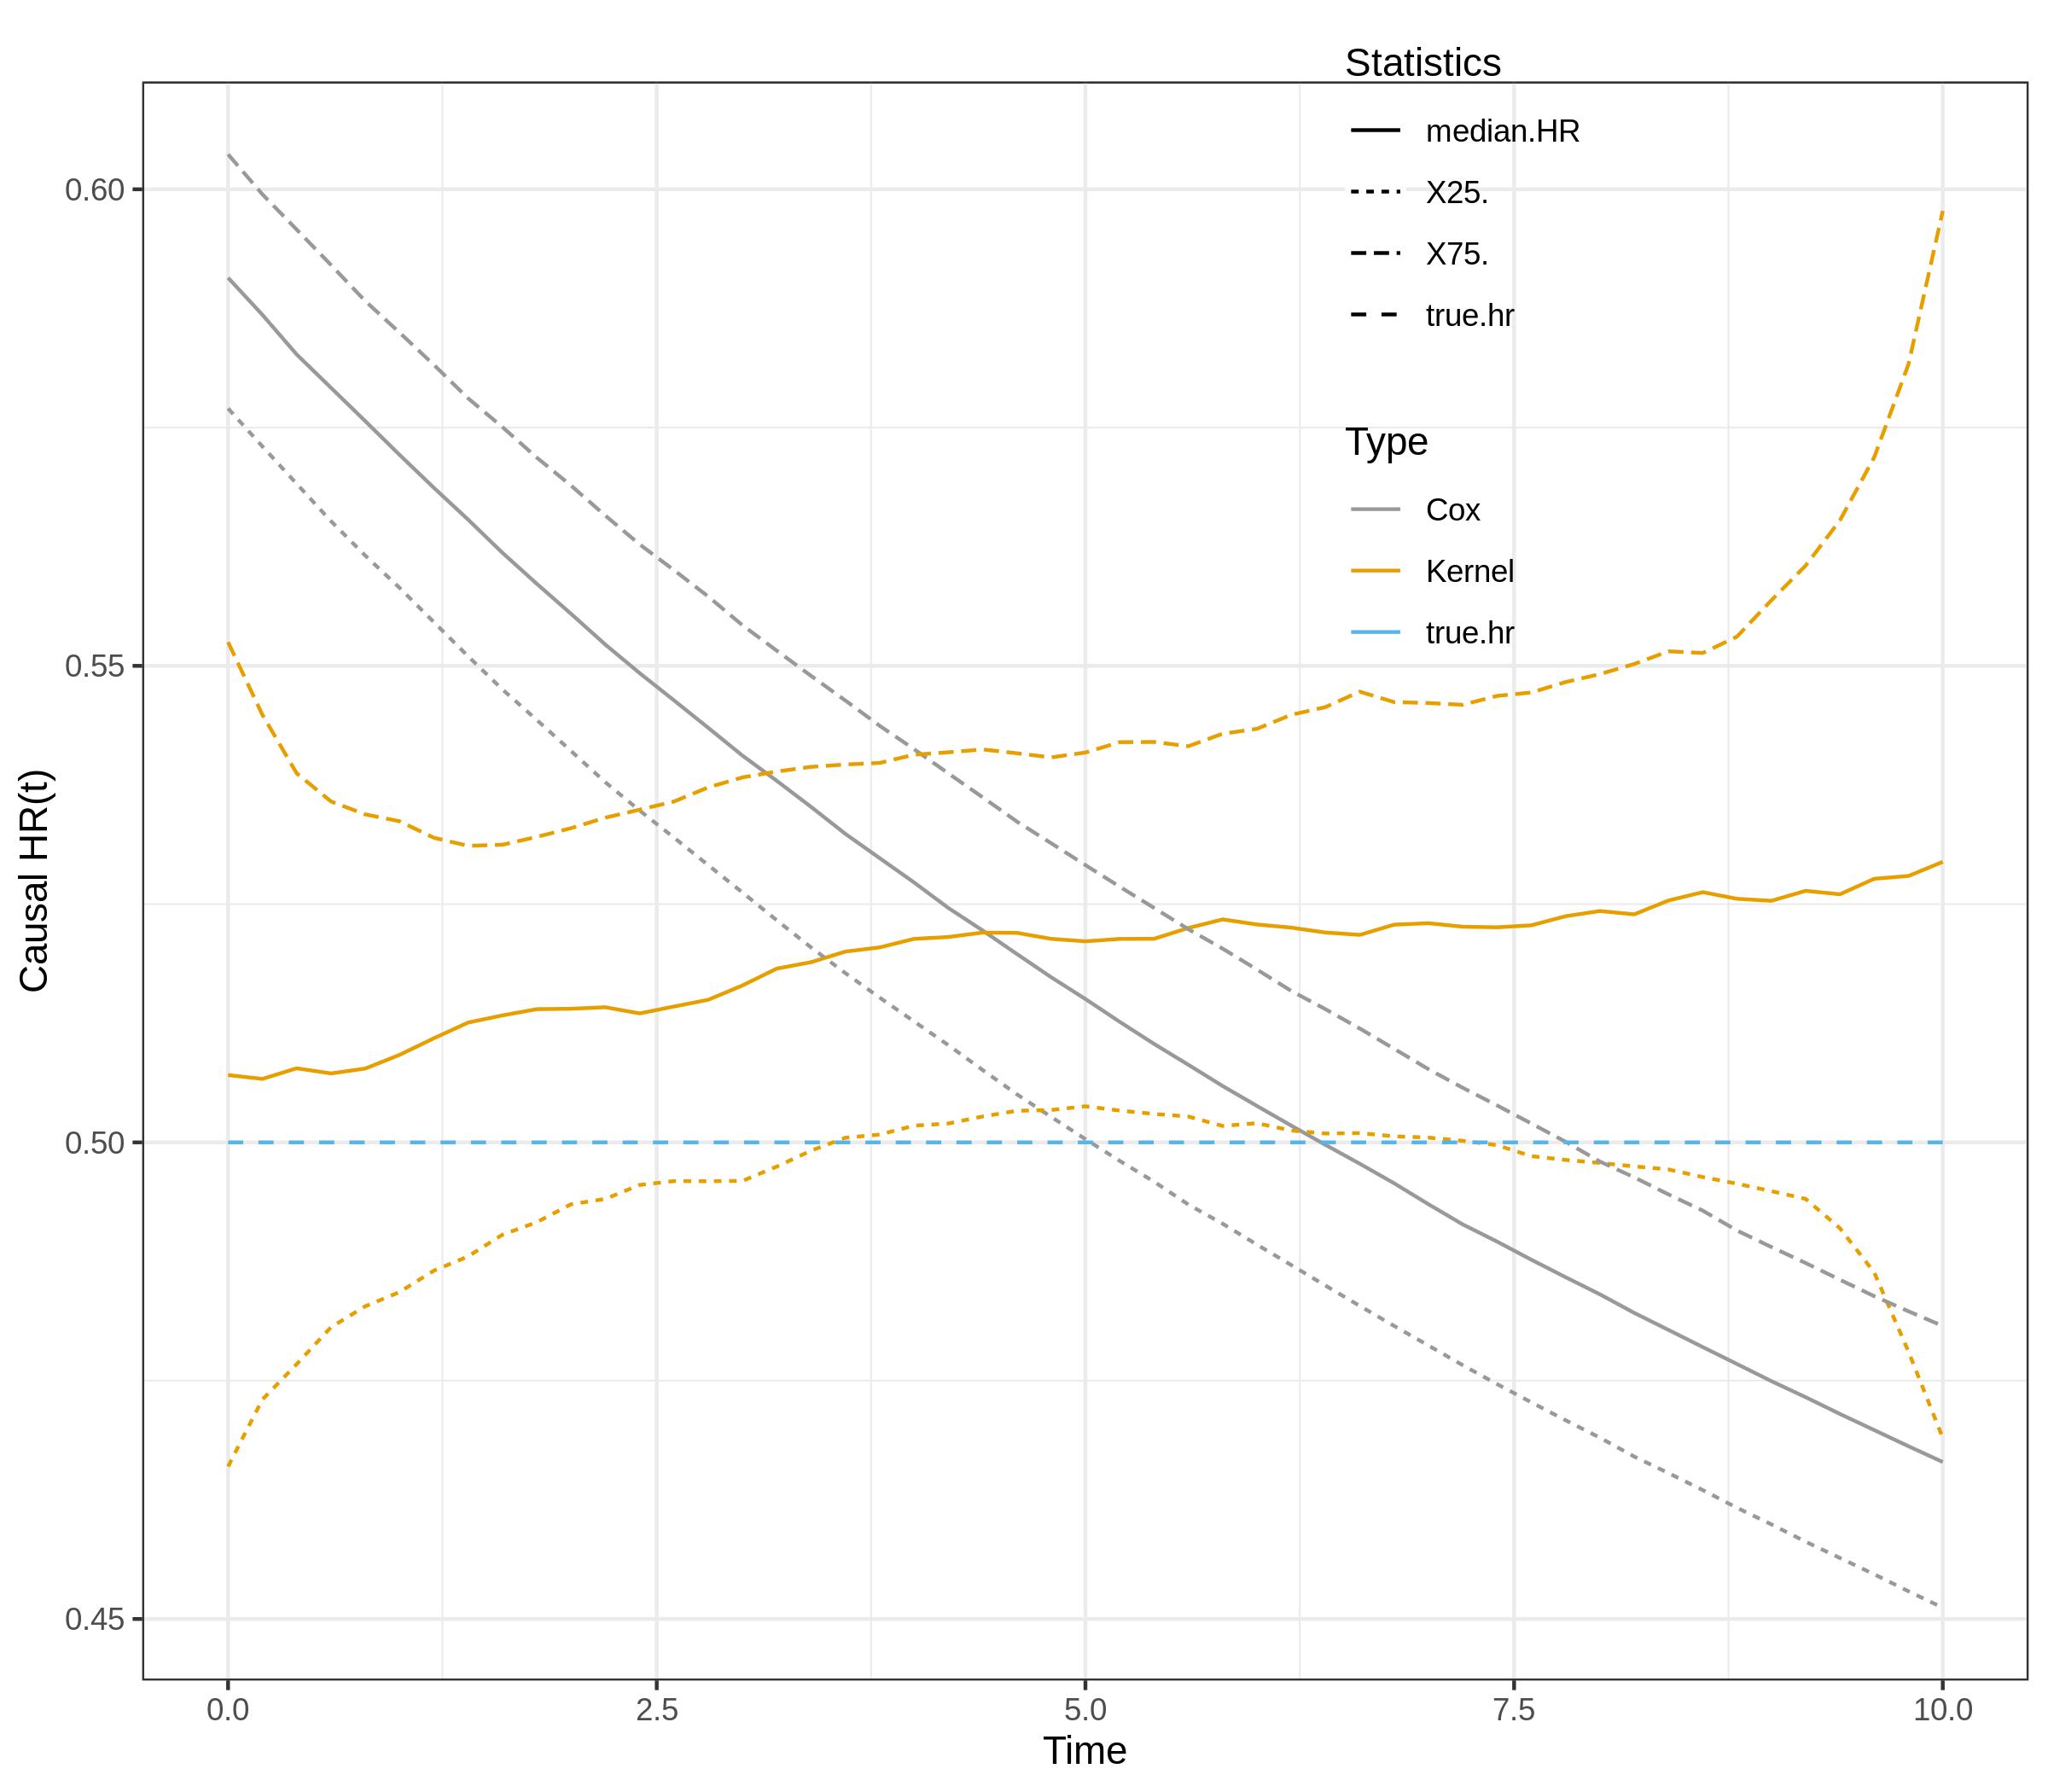 Statistics
median.HR
X25.
X75.
true.hr
Type
Cox
Kernel
true.hr
0.60
0.55
0.50
0.45
Causal HR(t)
0.0 2.5 5.0 7.5 10.0
Time